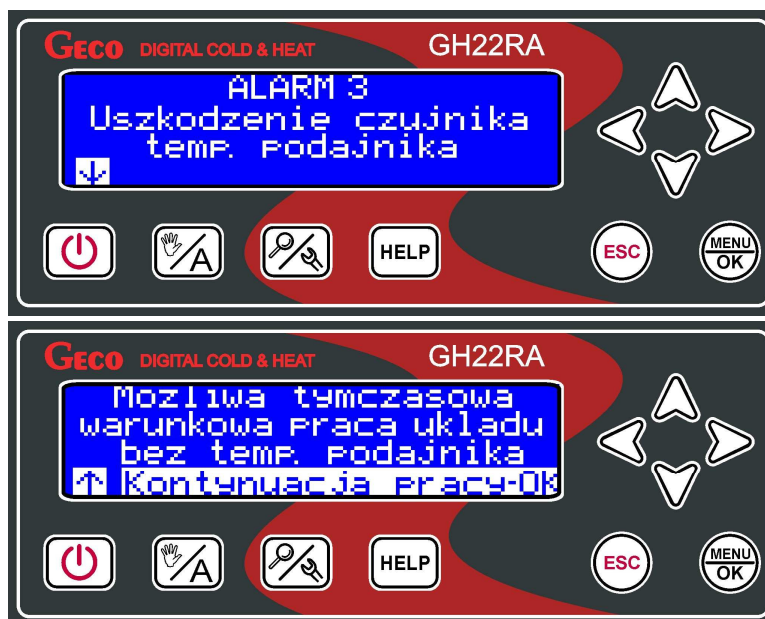 GECO DIGITAL COLD & HEAT GH22RA
ALARM 3
Uszkodzenie czujnika
temp. podajnika
↓
A HELP ESC MENU
OK
GECO DIGITAL COLD & HEAT GH22RA
Mozliwa tymczasowa
warunkowa praca ukladu
bez temp. podajnika
↑ Kontynuacja pracy-OK
A HELP ESC MENU
OK